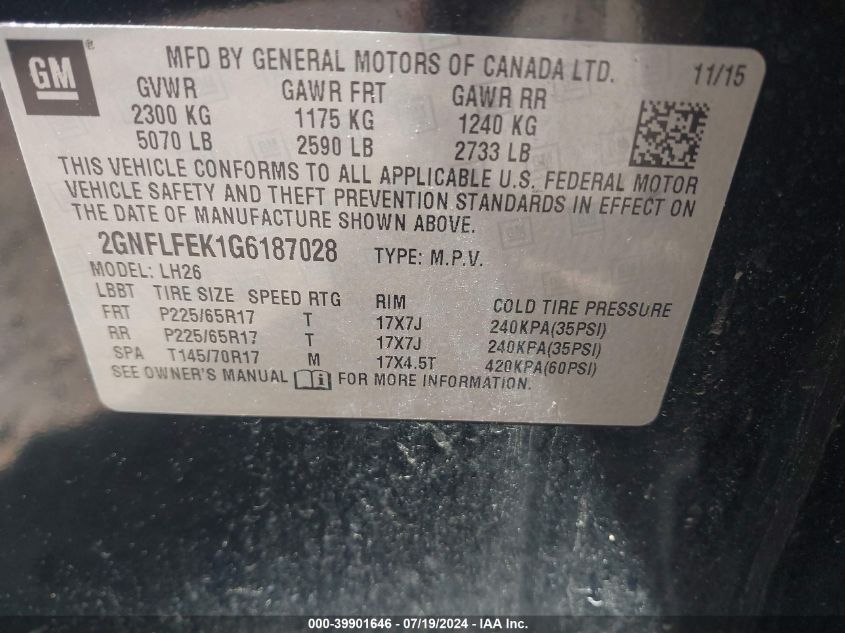 GM®
MFD BY GENERAL MOTORS OF CANADA LTD. 11/15
GVWR GAWR FRT GAWR RR
2300 KG 1175 KG 1240 KG
5070 LB 2590 LB 2733 LB
THIS VEHICLE CONFORMS TO ALL APPLICABLE U.S. FEDERAL MOTOR
VEHICLE SAFETY AND THEFT PREVENTION STANDARDS IN EFFECT ON
THE DATE OF MANUFACTURE SHOWN ABOVE.
2GNFLFEK1G6187028 TYPE: M.P.V.
MODEL: LH26
LBBT TIRE SIZE SPEED RTG RIM COLD TIRE PRESSURE
FRT P225/65R17 T 17X7J 240KPA(35PSI)
RR P225/65R17 T 17X7J 240KPA(35PSI)
SPA T145/70R17 M 17X4.5T 420KPA(60PSI)
SEE OWNER'S MANUAL FOR MORE INFORMATION.
000-39901646 - 07/19/2024 - IAA Inc.